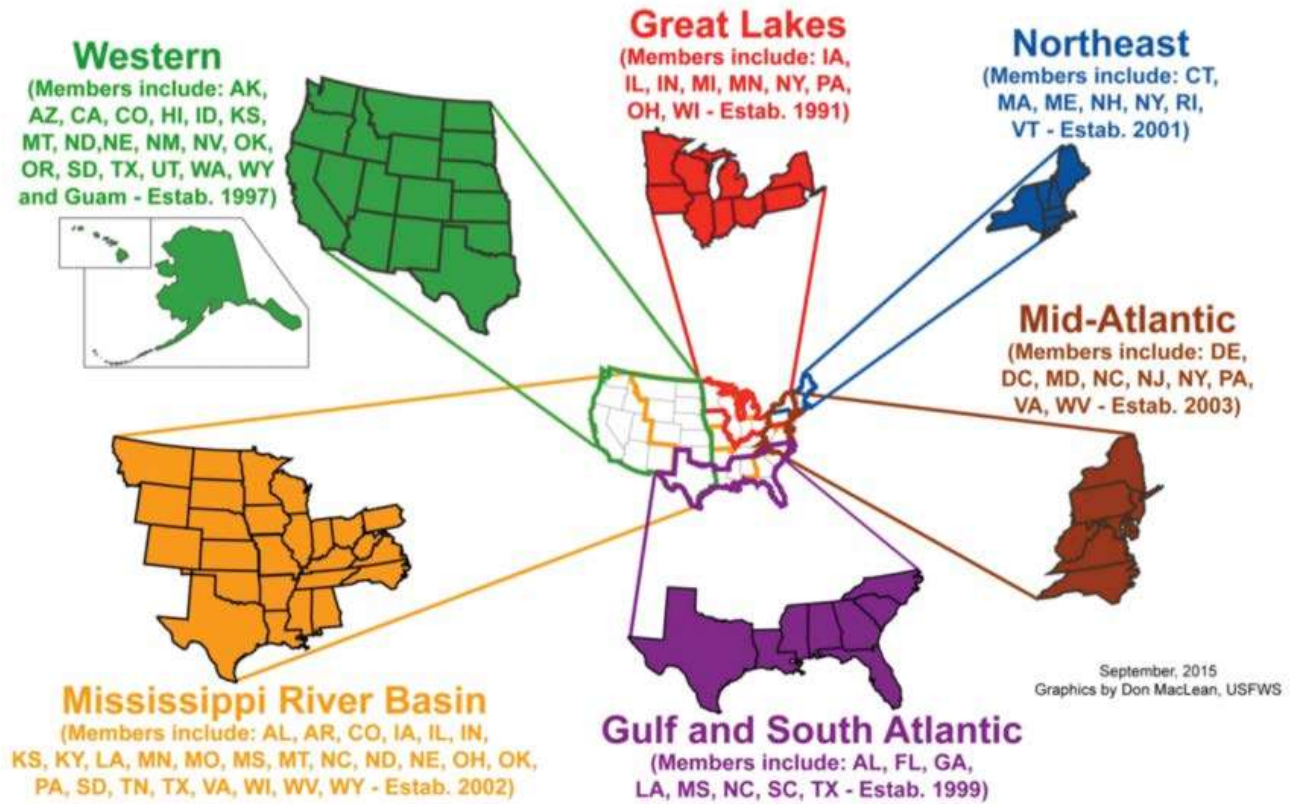 Western
(Members include: AK,
AZ, CA, CO, HI, ID, KS,
MT, ND,NE, NM, NV, OK,
OR, SD, TX, UT, WA, WY
and Guam - Estab. 1997)
Great Lakes
(Members include: IA,
IL, IN, MI, MN, NY, PA,
OH, WI - Estab. 1991)
Northeast
(Members include: CT,
MA, ME, NH, NY, RI,
VT - Estab. 2001)
Mid-Atlantic
(Members include: DE,
DC, MD, NC, NJ, NY, PA,
VA, WV - Estab. 2003)
Mississippi River Basin
(Members include: AL, AR, CO, IA, IL, IN,
KS, KY, LA, MN, MO, MS, MT, NC, ND, NE, OH, OK,
PA, SD, TN, TX, VA, WI, WV, WY - Estab. 2002)
Gulf and South Atlantic
(Members include: AL, FL, GA,
LA, MS, NC, SC, TX - Estab. 1999)
September, 2015
Graphics by Don MacLean, USFWS